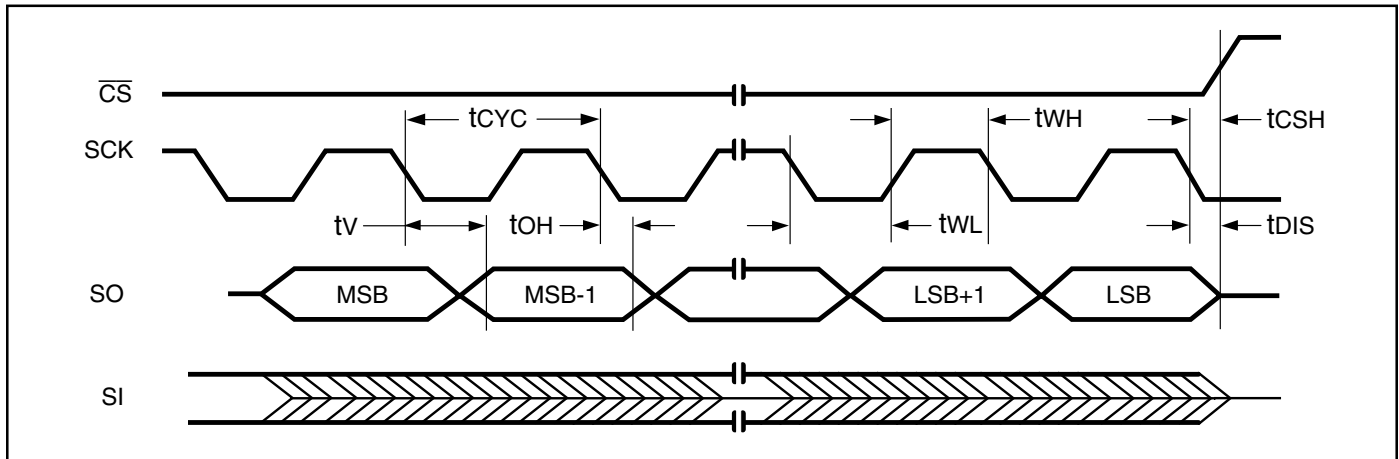 CS
tCYC
tWH
tCSH
SCK
tV
tOH
tWL
tDIS
SO
MSB
MSB-1
LSB+1
LSB
SI